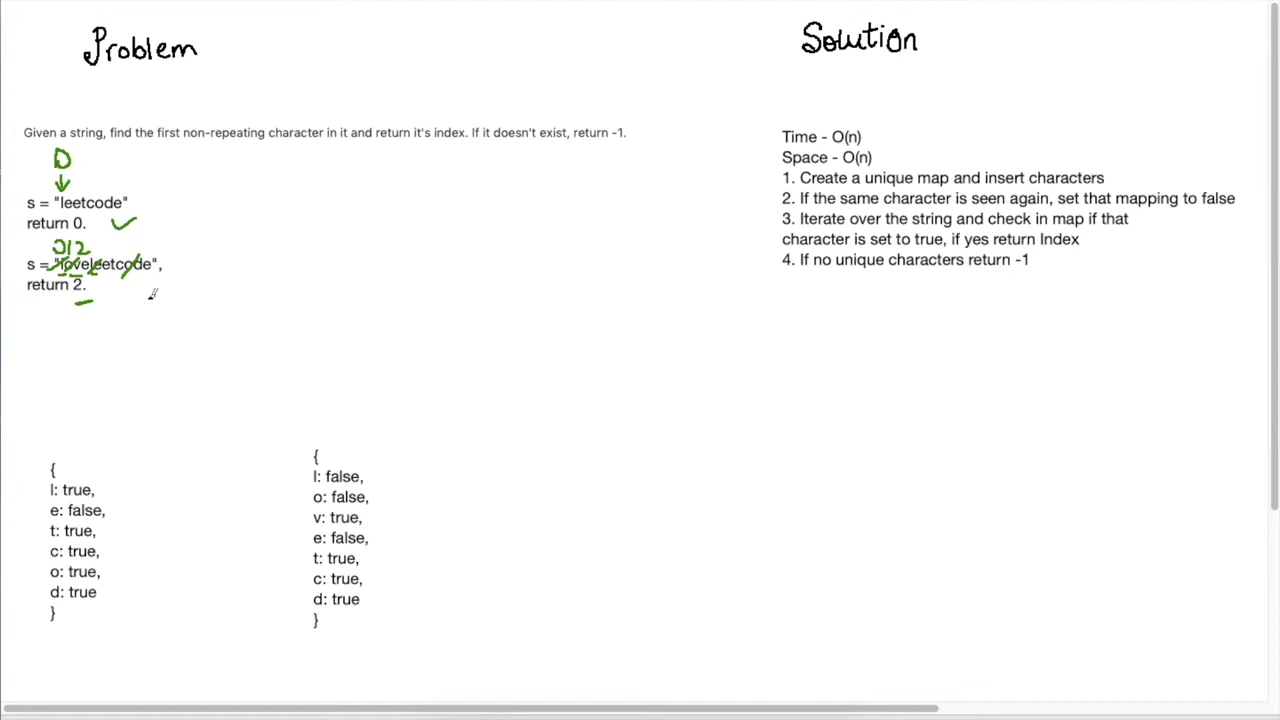 Problem
Given a string, find the first non-repeating character in it and return it's index. If it doesn't exist, return -1.
0
s = "leetcode"
return 0.
012
s = "loveleetcode",
return 2.
{
l: true,
e: false,
t: true,
c: true,
o: true,
d: true
}
{
l: false,
o: false,
v: true,
e: false,
t: true,
c: true,
d: true
}
Solution
Time - O(n)
Space - O(n)
1. Create a unique map and insert characters
2. If the same character is seen again, set that mapping to false
3. Iterate over the string and check in map if that
character is set to true, if yes return Index
4. If no unique characters return -1